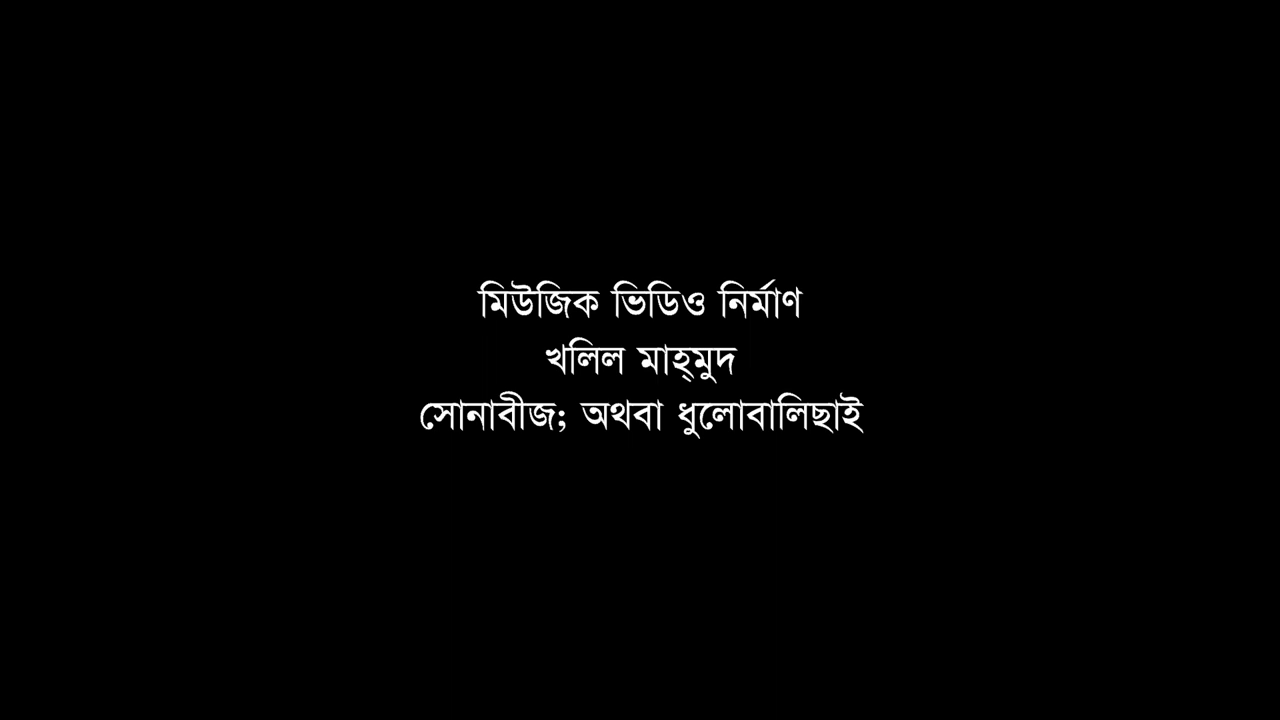 মিউজিক ভিডিও নির্মাণ
খলিল মাহ্‌মুদ
সোনাবীজ; অথবা ধুলোবালিছাই